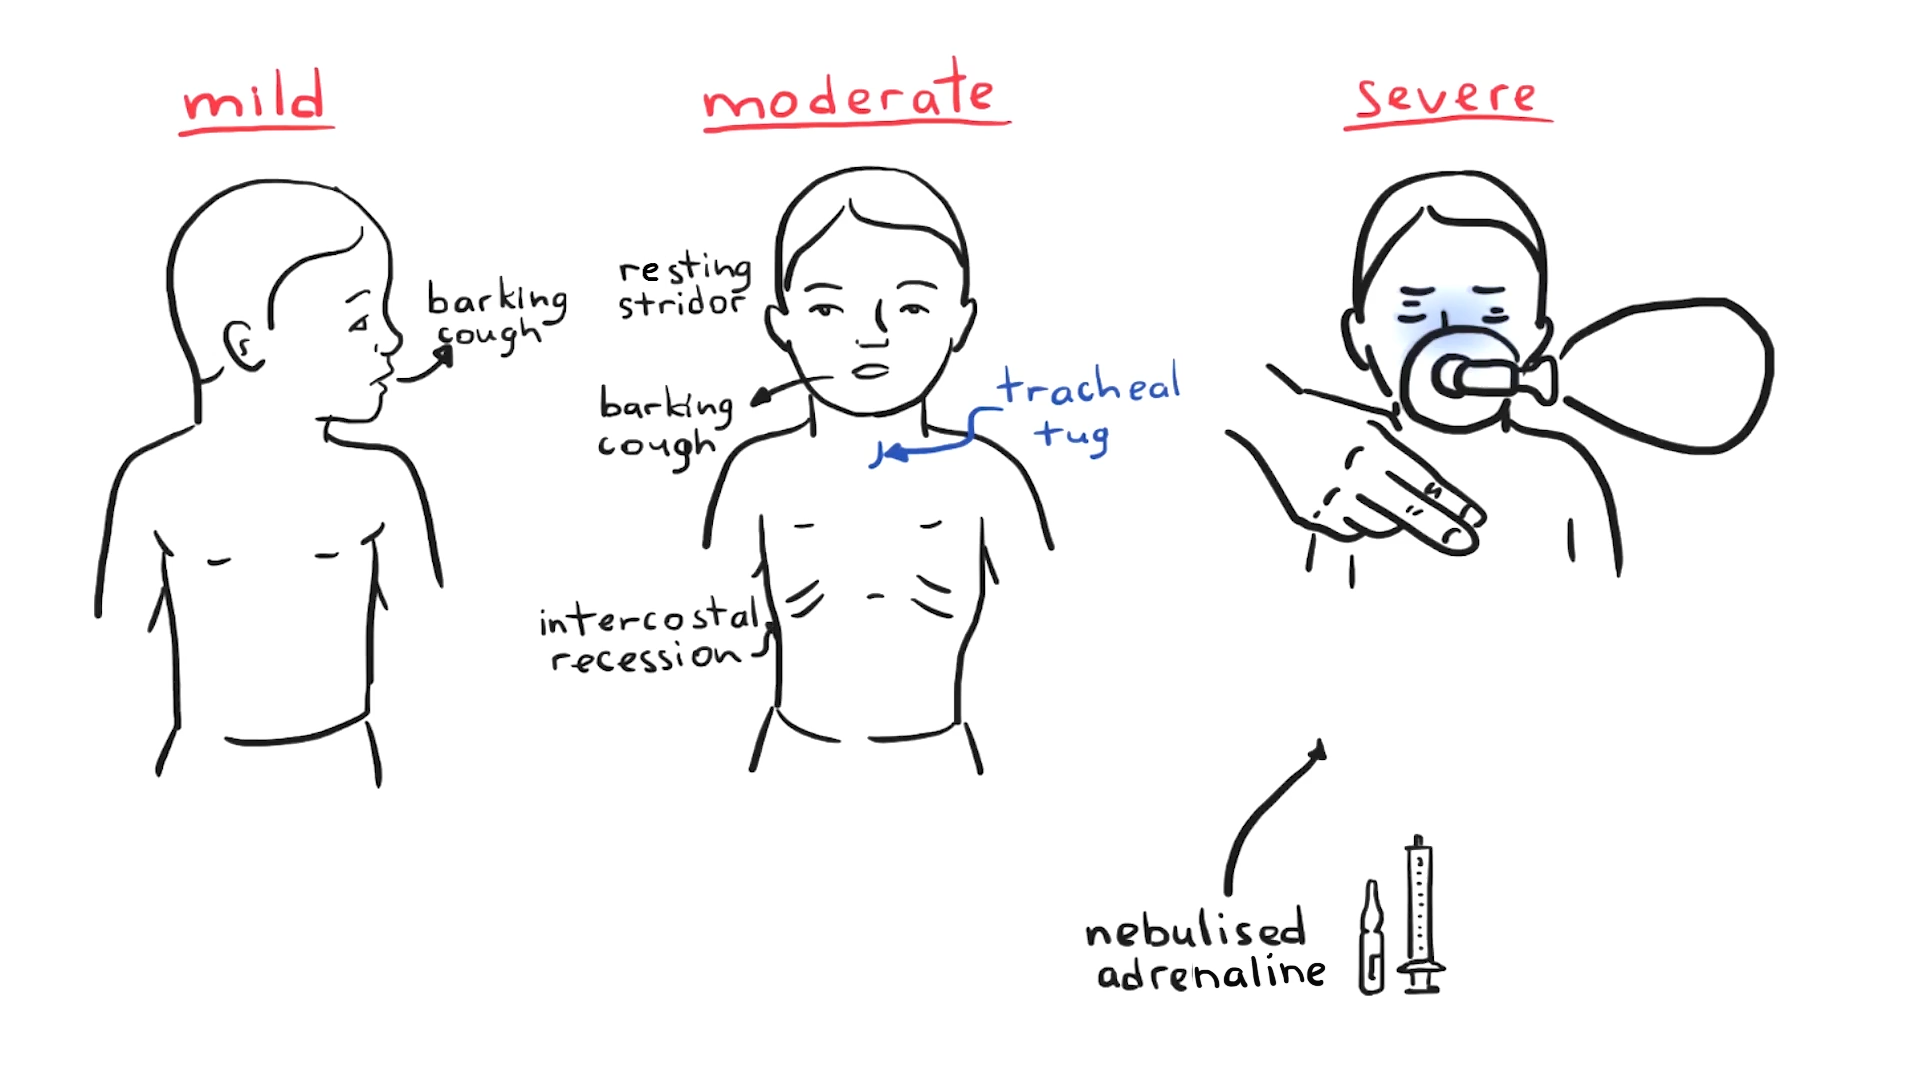 mild
moderate
severe
barking
cough
resting
stridor
barking
cough
tracheal
tug
intercostal
recession
nebulised
adrenaline